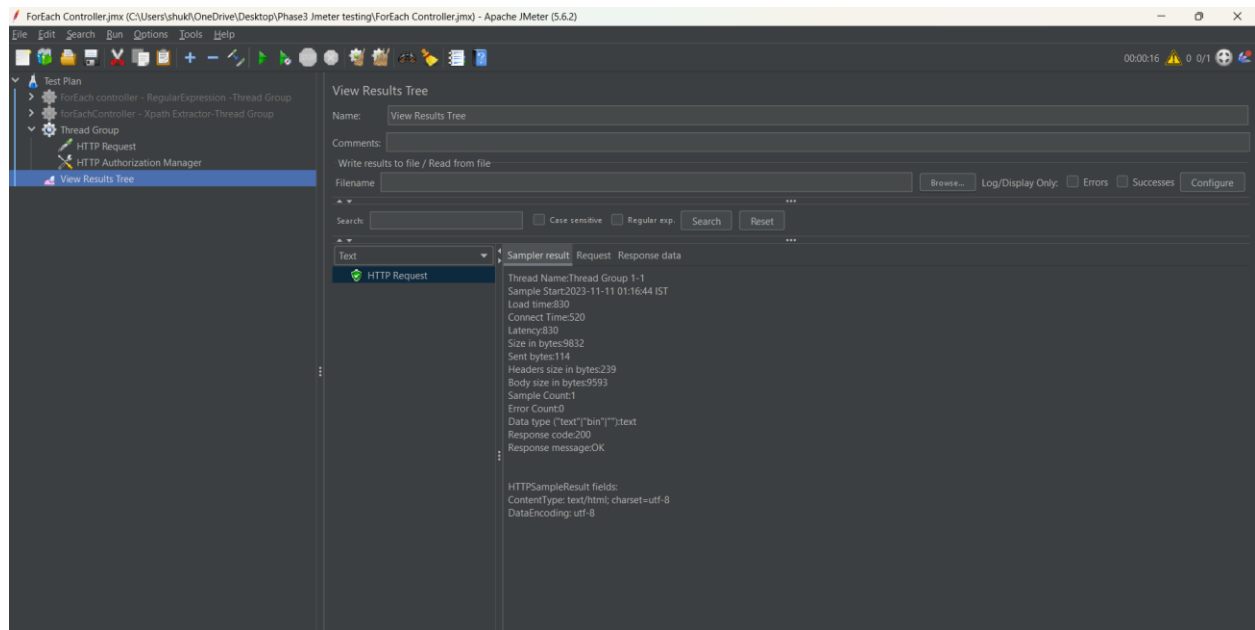 ForEach Controller.jmx (C:\Users\shukl\OneDrive\Desktop\Phase3 Jmeter testing\ForEach Controller.jmx) - Apache JMeter (5.6.2)
File Edit Search Run Options Tools Help
00:00:16 0 0/1
Test Plan
ForEach controller - RegularExpression -Thread Group
forEachController - Xpath Extractor-Thread Group
Thread Group
HTTP Request
HTTP Authorization Manager
View Results Tree
View Results Tree
Name: View Results Tree
Comments:
Write results to file / Read from file
Filename Browse... Log/Display Only: Errors Successes Configure
Search: Case sensitive Regular exp. Search Reset
Text
HTTP Request
Sampler result Request Response data
Thread Name:Thread Group 1-1
Sample Start:2023-11-11 01:16:44 IST
Load time:830
Connect Time:520
Latency:830
Size in bytes:9832
Sent bytes:114
Headers size in bytes:239
Body size in bytes:9593
Sample Count:1
Error Count:0
Data type ("text"|"bin"|""):text
Response code:200
Response message:OK
HTTPSampleResult fields:
ContentType: text/html; charset=utf-8
DataEncoding: utf-8